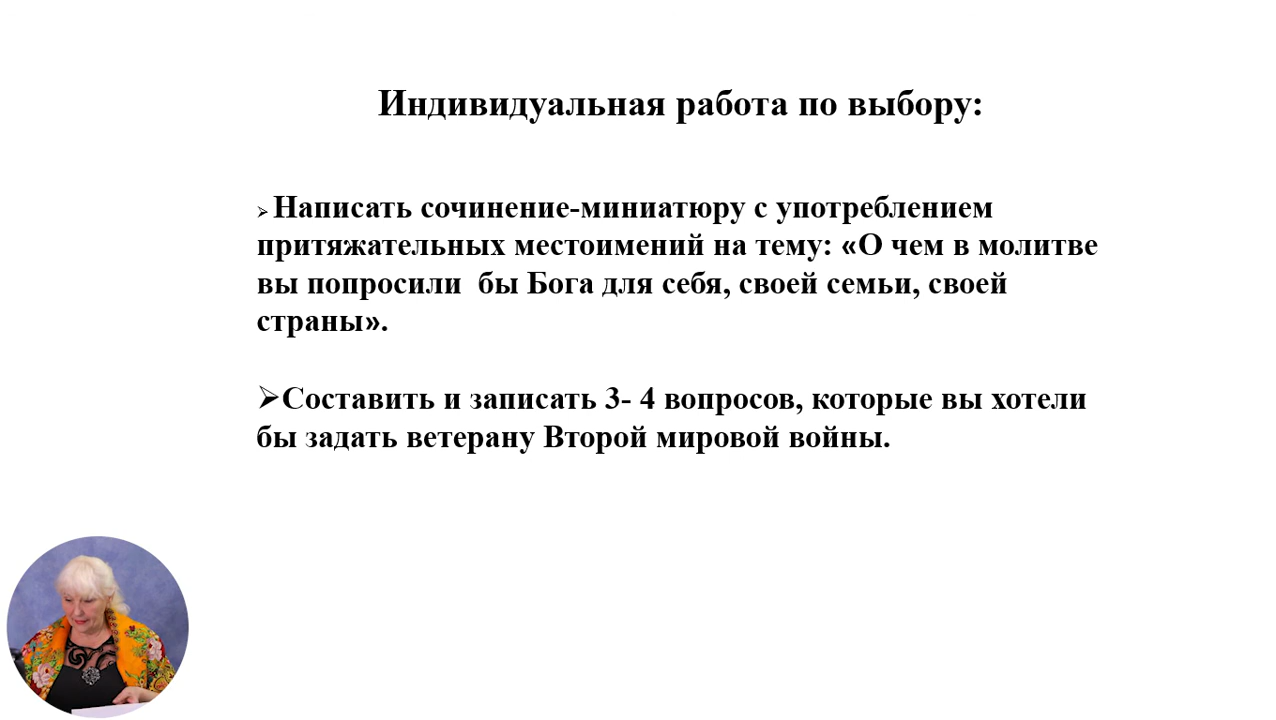 Индивидуальная работа по выбору:
➢ Написать сочинение-миниатюру с употреблением
притяжательных местоимений на тему: «О чем в молитве
вы попросили  бы Бога для себя, своей семьи, своей
страны».
➢Составить и записать 3- 4 вопросов, которые вы хотели
бы задать ветерану Второй мировой войны.